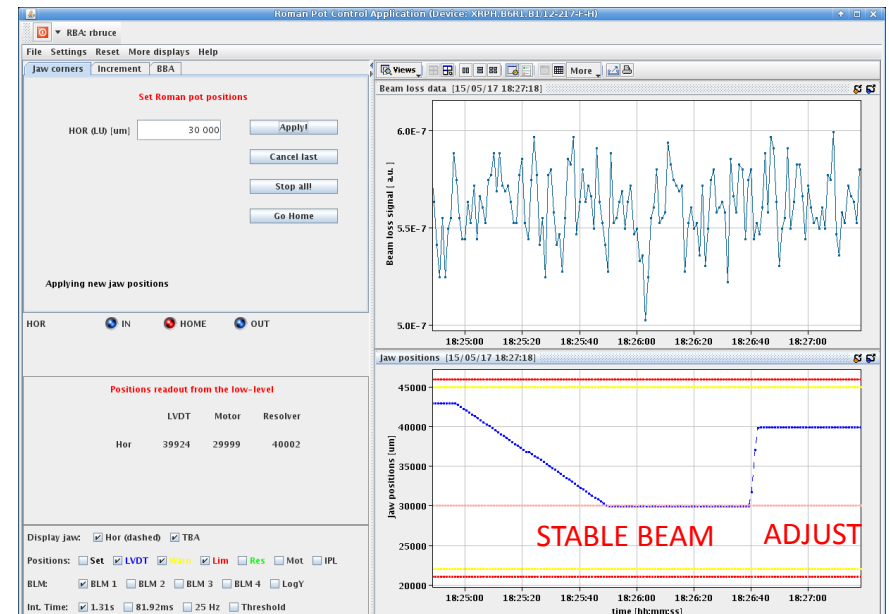 Roman Pot Control Application (Device: XRPH.B6R1.B1/12-217-F-H)
RBA: rbruce
File Settings Reset More displays Help
Jaw corners Increment BBA
Set Roman pot positions
HOR (LU) [um] 30 000 Apply!
Cancel last
Stop all!
Go Home
Applying new jaw positions
HOR IN HOME OUT
Positions readout from the low-level
LVDT Motor Resolver
Hor 39924 29999 40002
Display jaw: Hor (dashed) TBA
Positions: Set LVDT Warn Lim Res Mot IPL
BLM: BLM 1 BLM 2 BLM 3 BLM 4 LogY
Int. Time: 1.31s 81.92ms 25 Hz Threshold
Views More
Beam loss data [15/05/17 18:27:18]
Beam loss signal [ a.u. ]
6.0E-7
5.5E-7
5.0E-7
18:25:00 18:25:20 18:25:40 18:26:00 18:26:20 18:26:40 18:27:00
Jaw positions [15/05/17 18:27:18]
Jaw positions [um]
45000
40000
35000
30000
25000
20000
STABLE BEAM ADJUST
18:25:00 18:25:20 18:25:40 18:26:00 18:26:20 18:26:40 18:27:00
time [hh:mm:ss]